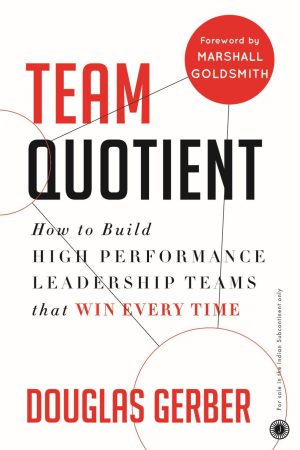 Foreword by
MARSHALL
GOLDSMITH
TEAM
QUOTIENT
How to Build
HIGH PERFORMANCE
LEADERSHIP TEAMS
that WIN EVERY TIME
DOUGLAS GERBER
For sale in the Indian Subcontinent only